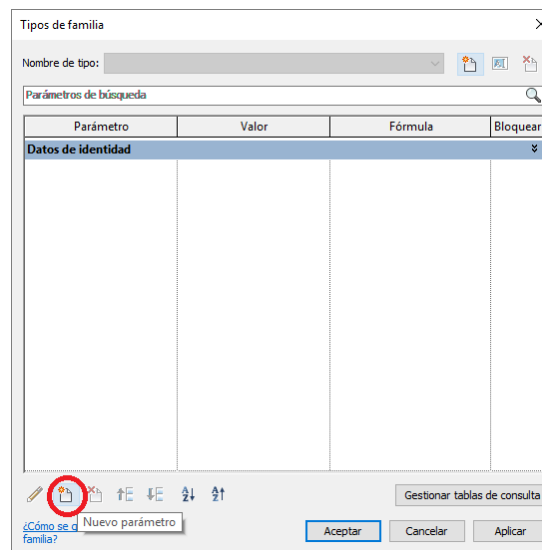 Tipos de familia
Nombre de tipo:
Parámetros de búsqueda
Parámetro Valor Fórmula Bloquear
Datos de identidad
Gestionar tablas de consulta
Nuevo parámetro
¿Cómo se
familia?
Aceptar Cancelar Aplicar